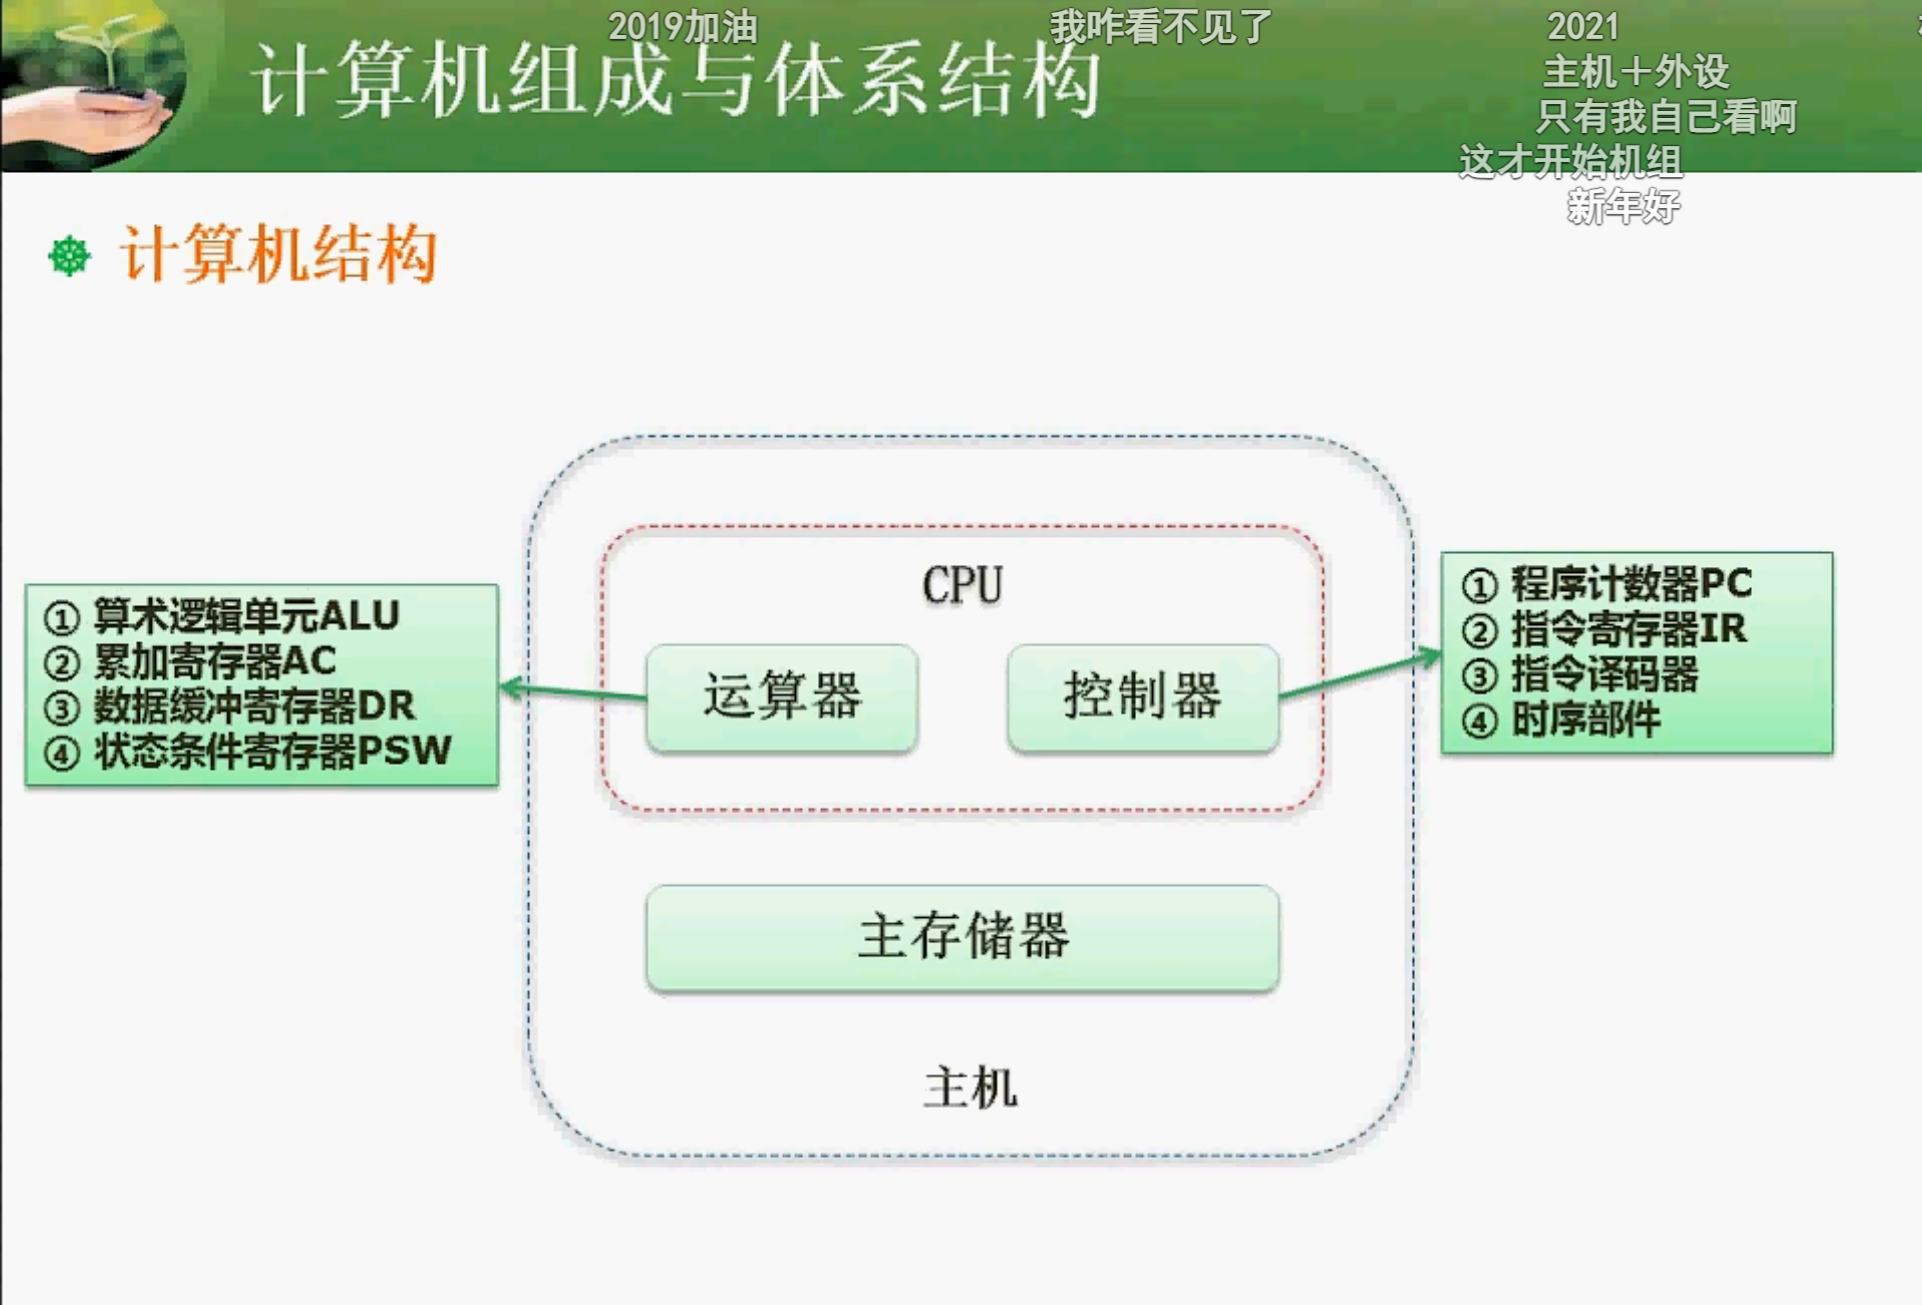 2019加油
我咋看不见了
2021
计算机组成与体系结构
主机＋外设
只有我自己看啊
这才开始机组
新年好
计算机结构
CPU
① 算术逻辑单元ALU
② 累加寄存器AC
③ 数据缓冲寄存器DR
④ 状态条件寄存器PSW
运算器
控制器
① 程序计数器PC
② 指令寄存器IR
③ 指令译码器
④ 时序部件
主存储器
主机